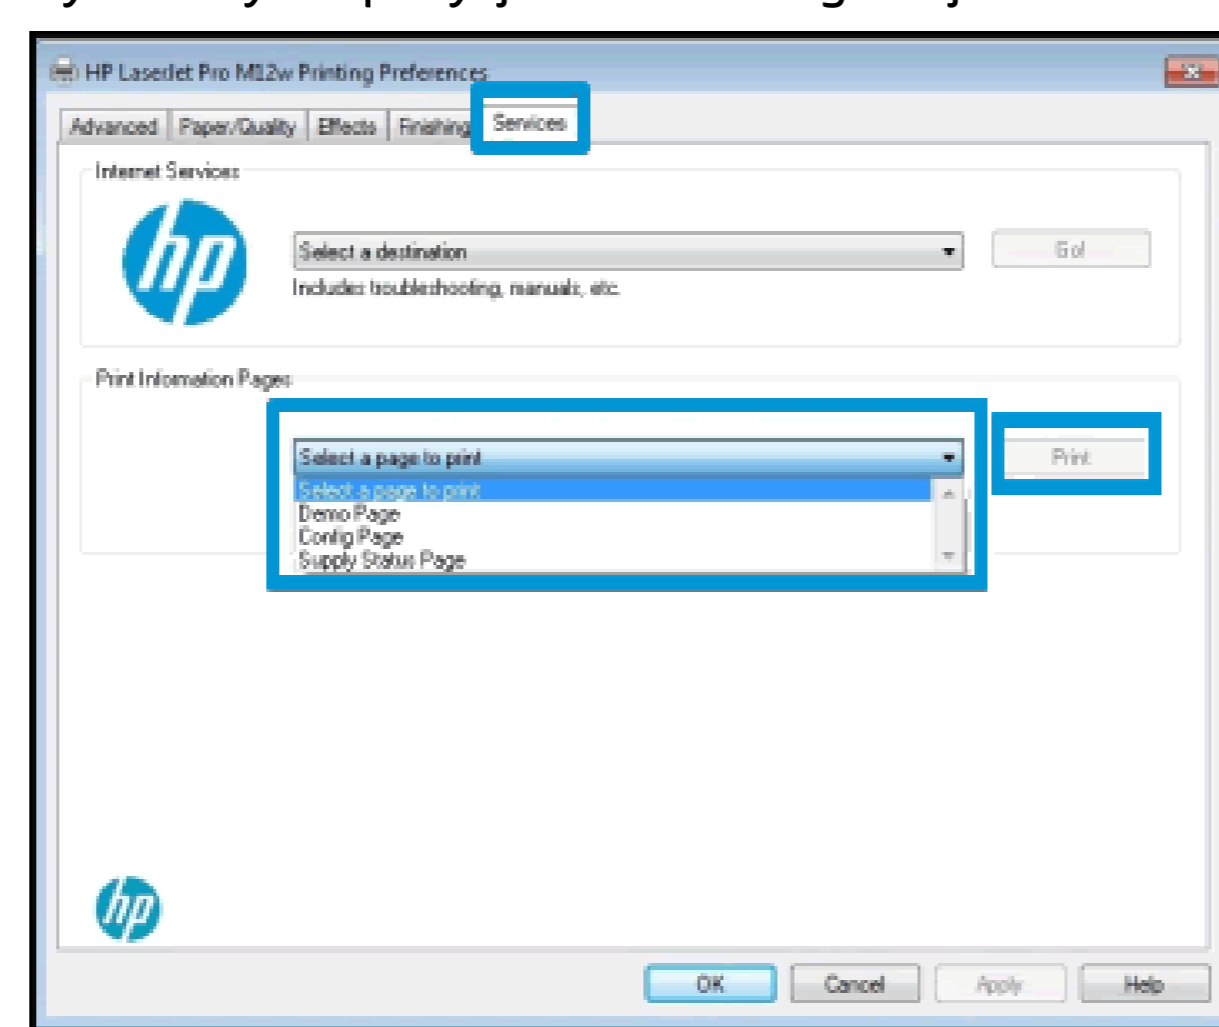 HP LaserJet Pro M12w Printing Preferences
Advanced Paper/Quality Effects Finishing Services
Internet Services
hp
Select a destination
Go!
Includes troubleshooting, manuals, etc.
Print Information Pages
Select a page to print
Print
Select a page to print
Demo Page
Config Page
Supply Status Page
hp
OK Cancel Apply Help